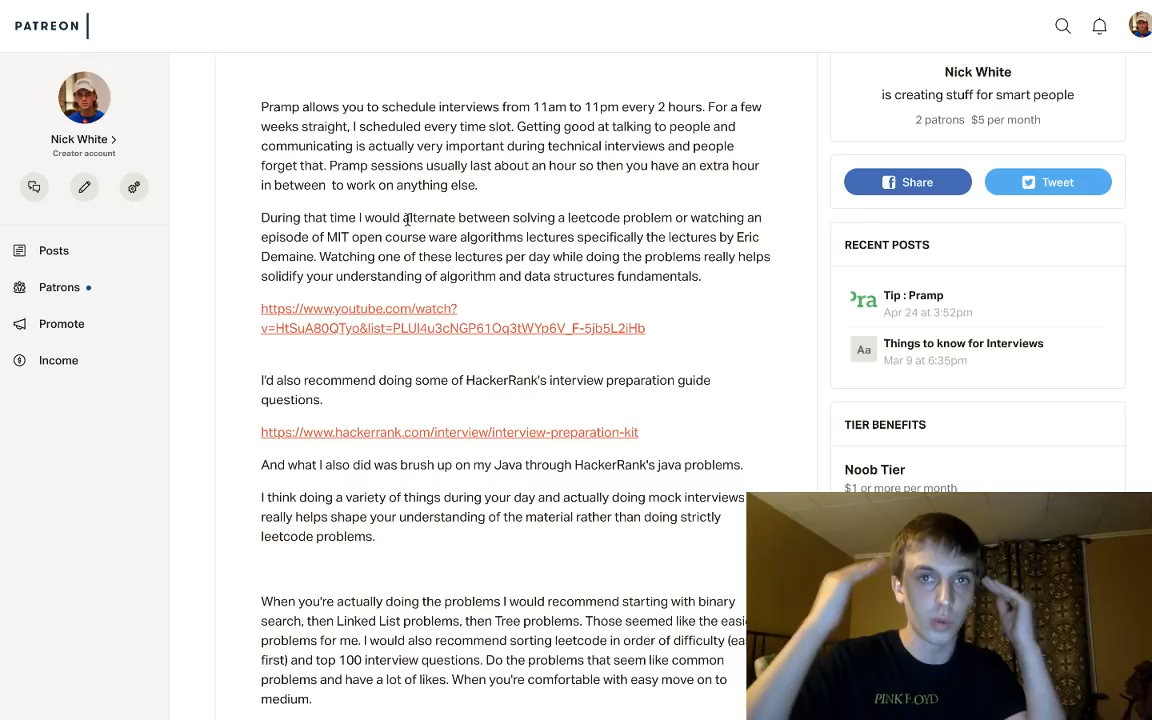 PATREON
Nick White
Creator account
Posts
Patrons
Promote
Income
Pramp allows you to schedule interviews from 11am to 11pm every 2 hours. For a few
weeks straight, I scheduled every time slot. Getting good at talking to people and
communicating is actually very important during technical interviews and people
forget that. Pramp sessions usually last about an hour so then you have an extra hour
in between to work on anything else.
During that time I would alternate between solving a leetcode problem or watching an
episode of MIT open course ware algorithms lectures specifically the lectures by Eric
Demaine. Watching one of these lectures per day while doing the problems really helps
solidify your understanding of algorithm and data structures fundamentals.
https://www.youtube.com/watch?
v=HtSuA80QTyo&list=PLUl4u3cNGP61Oq3tWYp6V_F-5jb5L2iHb
I'd also recommend doing some of HackerRank's interview preparation guide
questions.
https://www.hackerrank.com/interview/interview-preparation-kit
And what I also did was brush up on my Java through HackerRank's java problems.
I think doing a variety of things during your day and actually doing mock interviews
really helps shape your understanding of the material rather than doing strictly
leetcode problems.
When you're actually doing the problems I would recommend starting with binary
search, then Linked List problems, then Tree problems. Those seemed like the easi
problems for me. I would also recommend sorting leetcode in order of difficulty (eas
first) and top 100 interview questions. Do the problems that seem like common
problems and have a lot of likes. When you're comfortable with easy move on to
medium.
Nick White
is creating stuff for smart people
2 patrons $5 per month
Share
Tweet
RECENT POSTS
Pra
Tip : Pramp
Apr 24 at 3:52pm
Aa
Things to know for Interviews
Mar 9 at 6:35pm
TIER BENEFITS
Noob Tier
$1 or more per month
PINK FLOYD